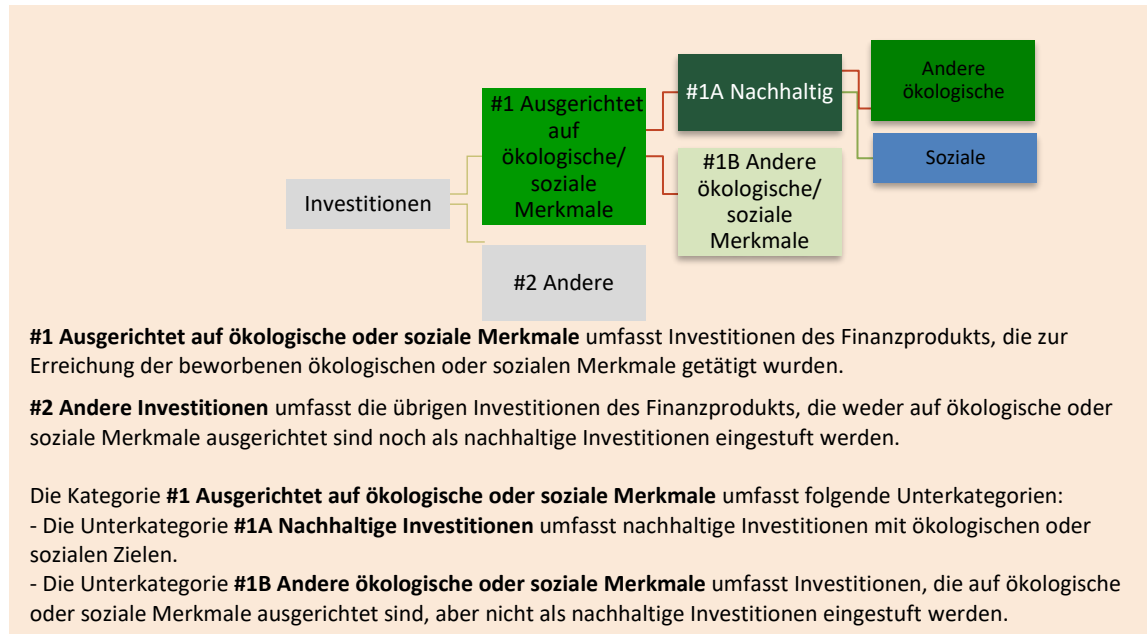 Investitionen
#1 Ausgerichtet
auf
ökologische/
soziale
Merkmale
#2 Andere
#1A Nachhaltig
#1B Andere
ökologische/
soziale
Merkmale
Andere
ökologische
Soziale
#1 Ausgerichtet auf ökologische oder soziale Merkmale umfasst Investitionen des Finanzprodukts, die zur
Erreichung der beworbenen ökologischen oder sozialen Merkmale getätigt wurden.
#2 Andere Investitionen umfasst die übrigen Investitionen des Finanzprodukts, die weder auf ökologische oder
soziale Merkmale ausgerichtet sind noch als nachhaltige Investitionen eingestuft werden.
Die Kategorie #1 Ausgerichtet auf ökologische oder soziale Merkmale umfasst folgende Unterkategorien:
- Die Unterkategorie #1A Nachhaltige Investitionen umfasst nachhaltige Investitionen mit ökologischen oder
sozialen Zielen.
- Die Unterkategorie #1B Andere ökologische oder soziale Merkmale umfasst Investitionen, die auf ökologische
oder soziale Merkmale ausgerichtet sind, aber nicht als nachhaltige Investitionen eingestuft werden.